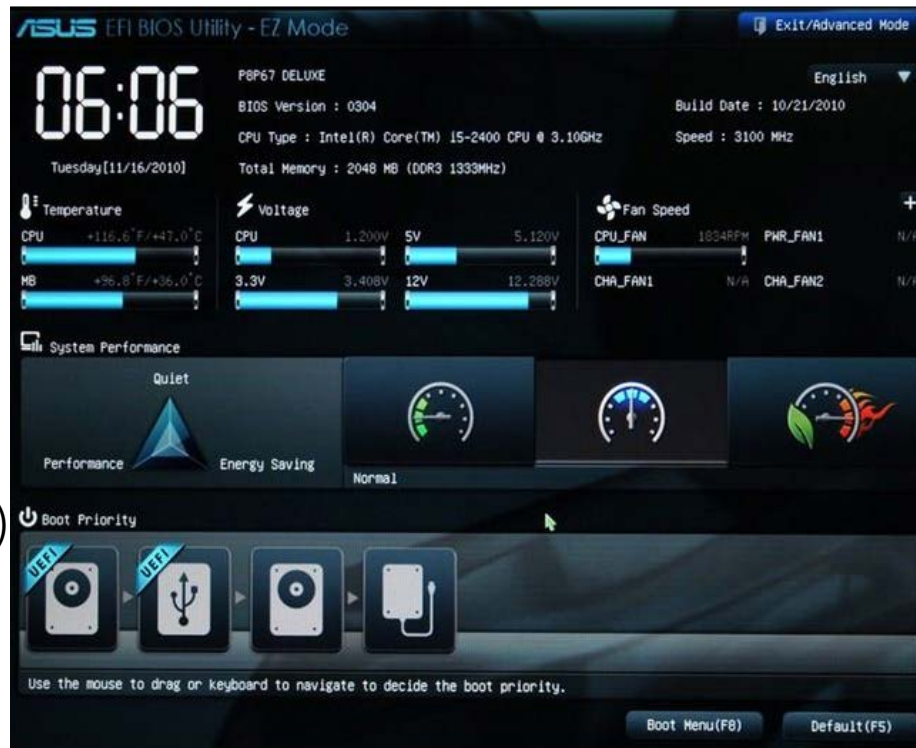 ASUS EFI BIOS Utility - EZ Mode
Exit/Advanced Mode
06:06
Tuesday[11/16/2010]
P8P67 DELUXE
English
BIOS Version : 0304
Build Date : 10/21/2010
CPU Type : Intel(R) Core(TM) i5-2400 CPU @ 3.10GHz
Speed : 3100 MHz
Total Memory : 2048 MB (DDR3 1333MHz)
Temperature
CPU +116.6°F/+47.0°C
MB +96.8°F/+36.0°C
Voltage
CPU 1.200V 5V 5.120V
3.3V 3.408V 12V 12.288V
Fan Speed
CPU_FAN 1834RPM PWR_FAN1
CHA_FAN1 N/A CHA_FAN2
System Performance
Quiet
Performance
Energy Saving
Normal
)
Boot Priority
UEFI
UEFI
Use the mouse to drag or keyboard to navigate to decide the boot priority.
Boot Menu(F8)
Default(F5)